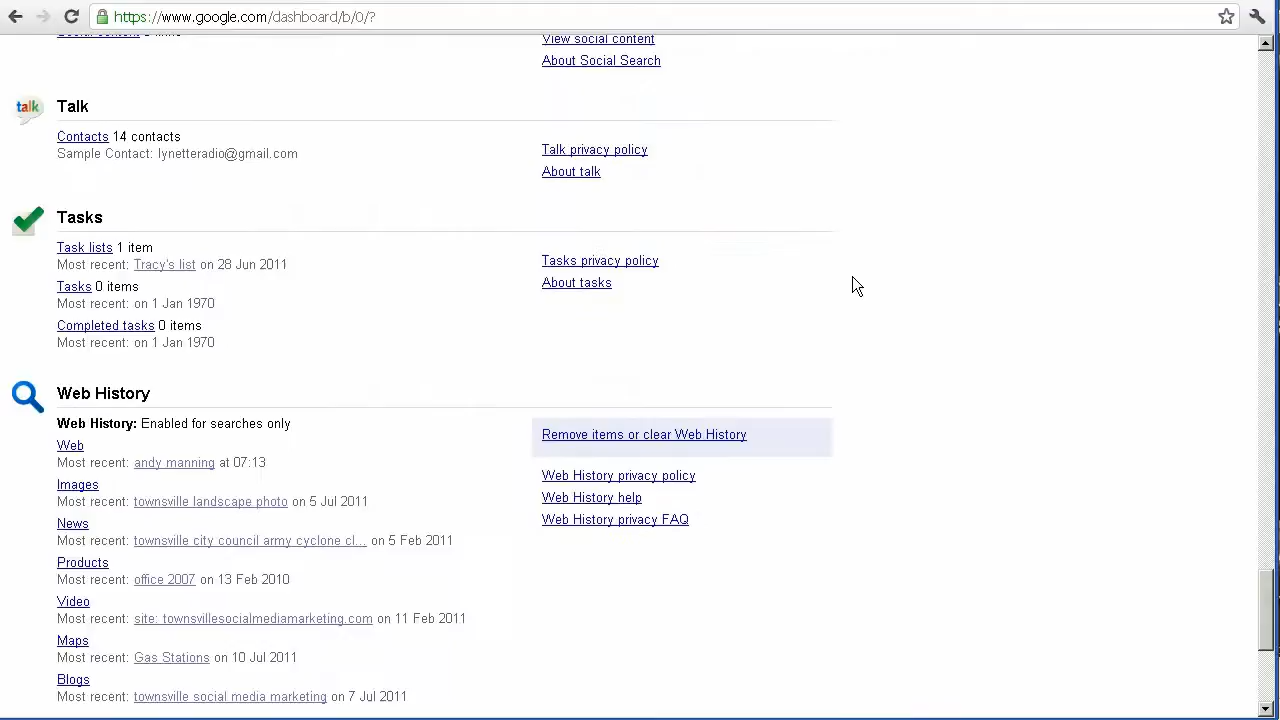 https://www.google.com/dashboard/b/0/?
View social content
About Social Search
talk
Talk
Contacts 14 contacts
Sample Contact: lynetteradio@gmail.com
Talk privacy policy
About talk
Tasks
Task lists 1 item
Most recent: Tracy's list on 28 Jun 2011
Tasks 0 items
Most recent: on 1 Jan 1970
Completed tasks 0 items
Most recent: on 1 Jan 1970
Tasks privacy policy
About tasks
Web History
Web History: Enabled for searches only
Web
Most recent: andy manning at 07:13
Images
Most recent: townsville landscape photo on 5 Jul 2011
News
Most recent: townsville city council army cyclone cl... on 5 Feb 2011
Products
Most recent: office 2007 on 13 Feb 2010
Video
Most recent: site: townsvillesocialmediamarketing.com on 11 Feb 2011
Maps
Most recent: Gas Stations on 10 Jul 2011
Blogs
Most recent: townsville social media marketing on 7 Jul 2011
Remove items or clear Web History
Web History privacy policy
Web History help
Web History privacy FAQ